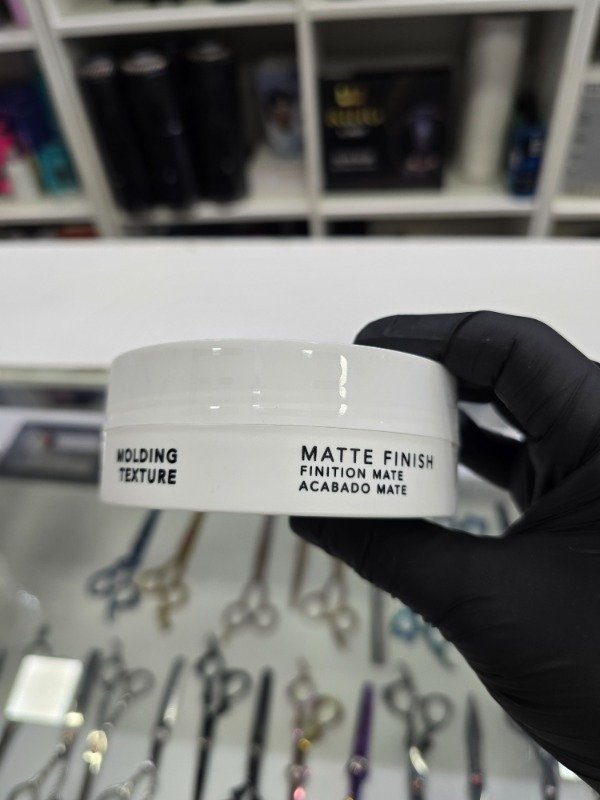 MOLDING
TEXTURE
MATTE FINISH
FINITION MATE
ACABADO MATE